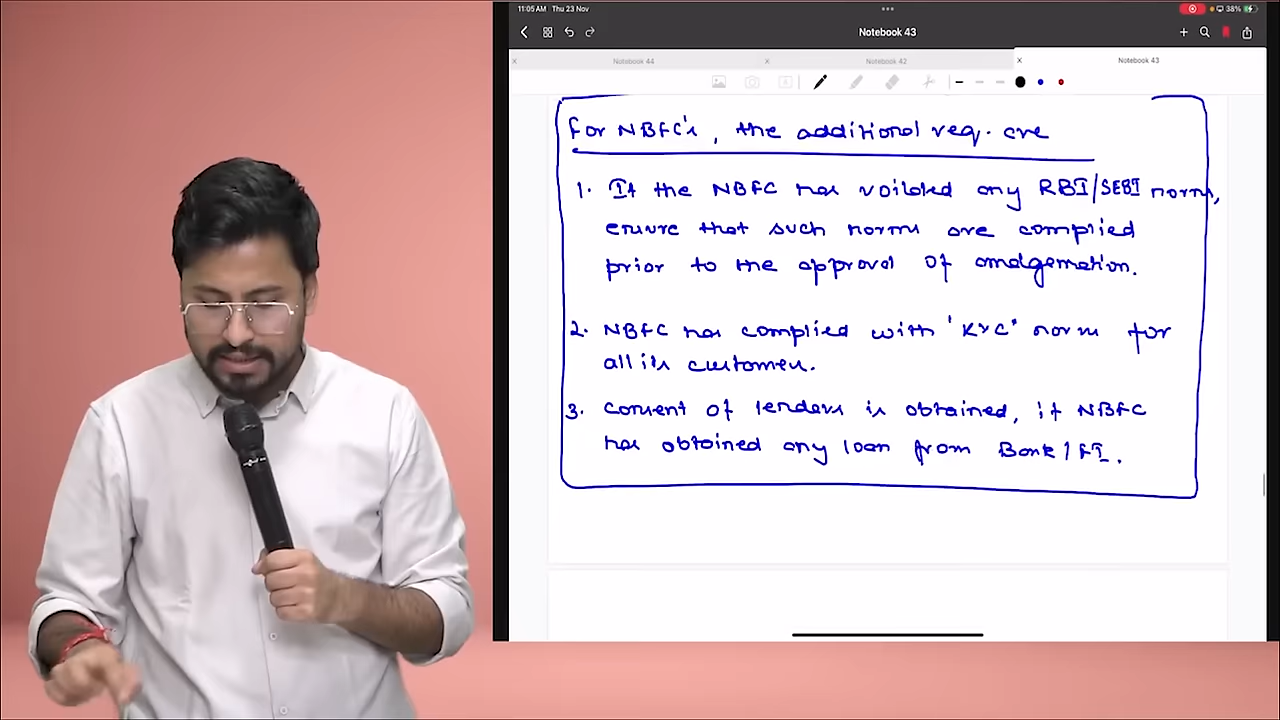 11:05 AM Thu 23 Nov
38%
Notebook 43
Notebook 44
Notebook 42
Notebook 43
For NBFC's, the additional req. are
1. If the NBFC has voilated any RBI/SEBI norms,
ensure that such norms are complied
prior to the approval of amalgemation.
2. NBFC has complied with 'KYC' norms for
all its customers.
3. Consent of lenders is obtained, if NBFC
has obtained any loan from Bank/FI.